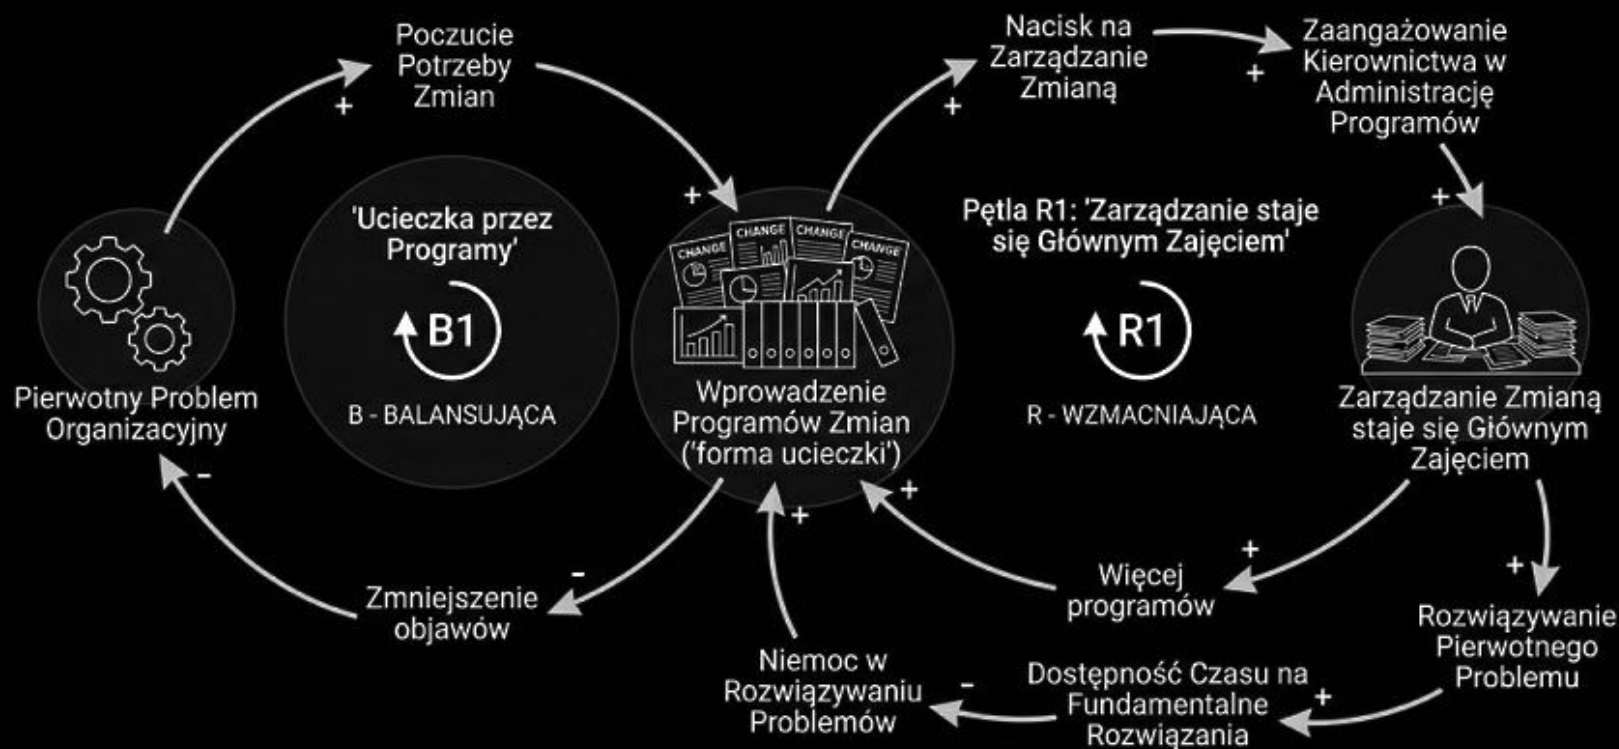 Poczucie
Potrzeby
Zmian
+
+
'Ucieczka przez
Programy'
B1
B - BALANSUJĄCA
Pierwotny Problem
Organizacyjny
-
Zmniejszenie
objawów
-
CHANGE
CHANGE
CHANGE
CHANGE
Wprowadzenie
Programów Zmian
('forma ucieczki')
+
Nacisk na
Zarządzanie
Zmianą
+
Zaangażowanie
Kierownictwa w
Administrację
Programów
+
Pętla R1: 'Zarządzanie staje
się Głównym Zajęciem'
R1
R - WZMACNIAJĄCA
Zarządzanie Zmianą
staje się Głównym
Zajęciem
+
Więcej
programów
+
+
Rozwiązywanie
Pierwotnego
Problemu
+
Dostępność Czasu na
Fundamentalne
Rozwiązania
-
Niemoc w
Rozwiązywaniu
Problemów
+